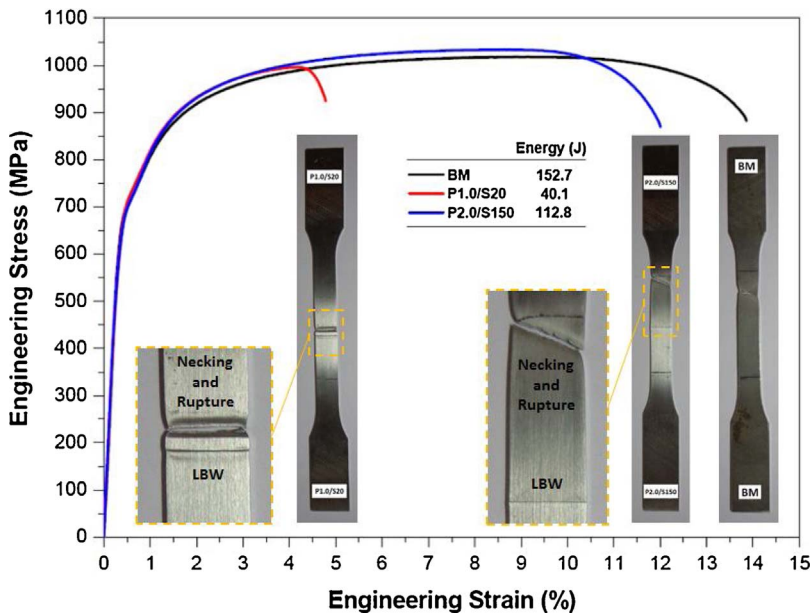 Engineering Stress (MPa)
1100
1000
900
800
700
600
500
400
300
200
100
0
Energy (J)
BM 152.7
P1.0/S20 40.1
P2.0/S150 112.8
P1.0/S20
P2.0/S150
BM
Necking
and
Rupture
LBW
Necking
and
Rupture
LBW
P1.0/S20
P2.0/S150
BM
0 1 2 3 4 5 6 7 8 9 10 11 12 13 14 15
Engineering Strain (%)